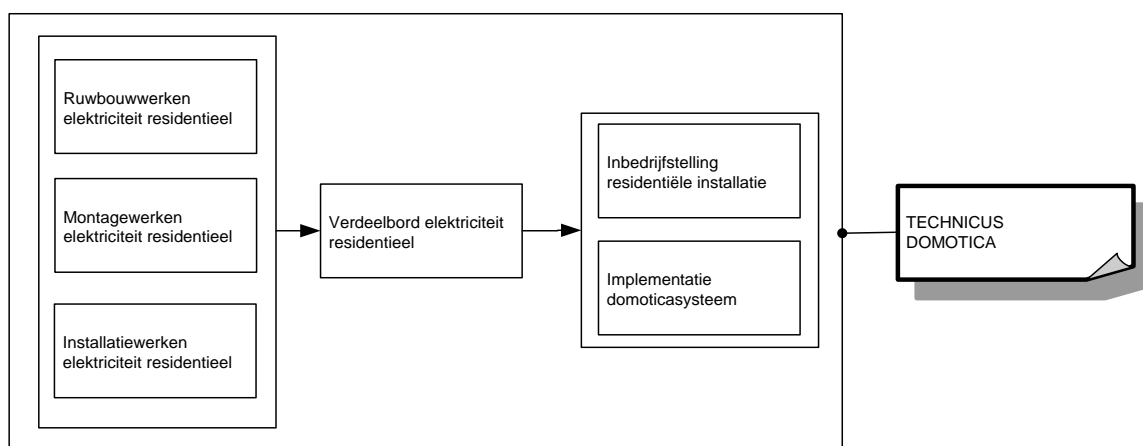 Ruwbouwwerken
elektriciteit residentieel
Montagewerken
elektriciteit residentieel
Installatiewerken
elektriciteit residentieel
Verdeelbord elektriciteit
residentieel
Inbedrijfstelling
residentiële installatie
Implementatie
domoticasysteem
TECHNICUS
DOMOTICA